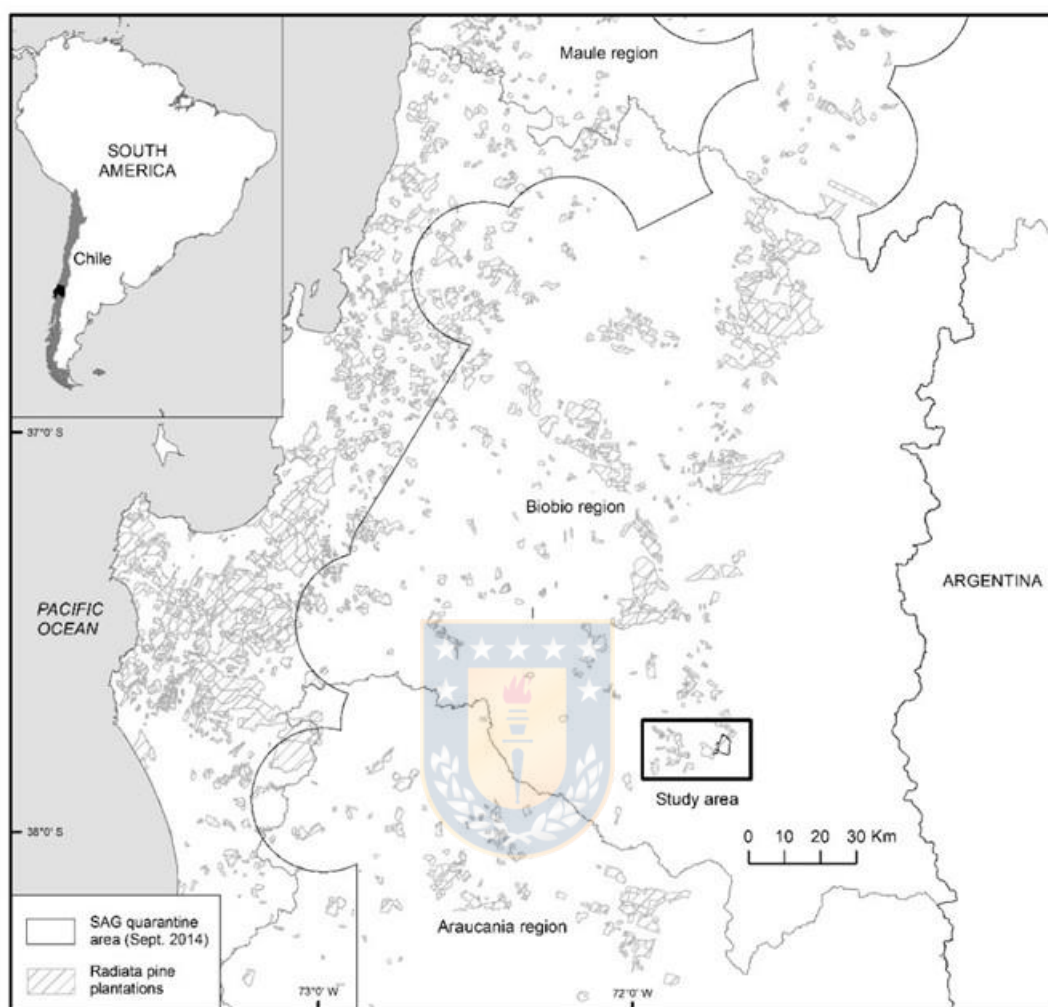 Maule region
SOUTH
AMERICA
Chile
37°0' S
Biobio region
PACIFIC
OCEAN
ARGENTINA
Study area
38°0' S
0 10 20 30 Km
SAG quarantine
area (Sept. 2014)
Radiata pine
plantations
Araucania region
73°0' W
72°0' W